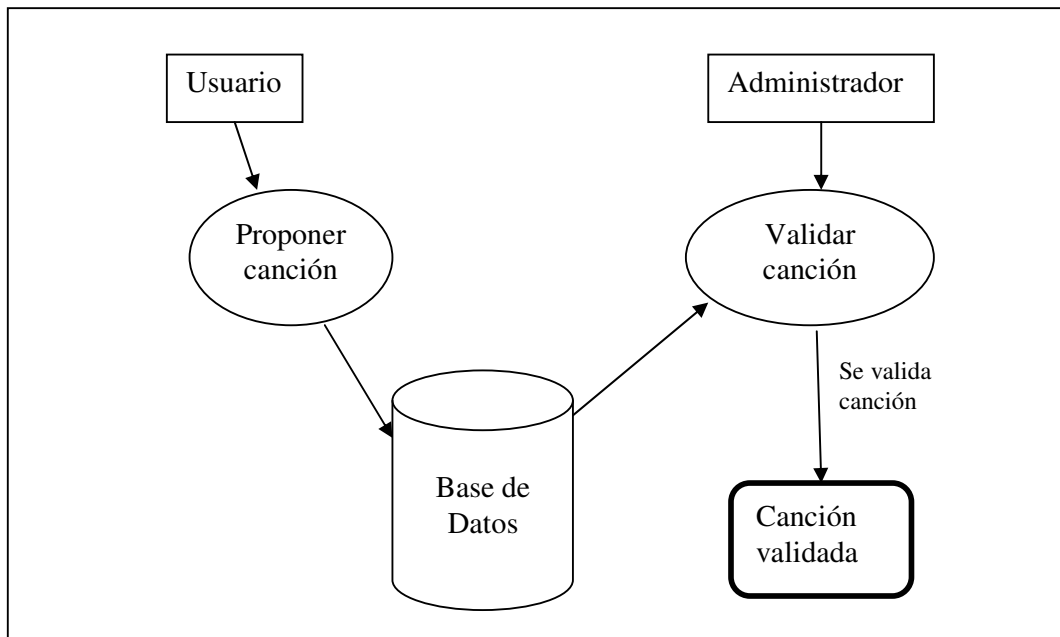 Usuario
Administrador
Proponer
canción
Validar
canción
Se valida
canción
Base de
Datos
Canción
validada